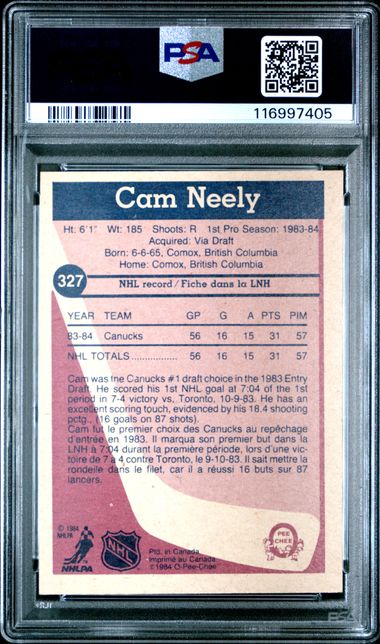 PSA
116997405
Cam Neely
Ht: 6'1" Wt: 185 Shoots: R 1st Pro Season: 1983-84
Acquired: Via Draft
Born: 6-6-65, Comox, British Columbia
Home: Comox, British Columbia
327 NHL record/Fiche dans la LNH
YEAR TEAM GP G A PTS PIM
83-84 Canucks 56 16 15 31 57
NHL TOTALS 56 16 15 31 57
Cam was the Canucks #1 draft choice in the 1983 Entry
Draft. He scored his 1st NHL goal at 7:04 of the 1st
period in 7-4 victory vs. Toronto, 10-9-83. He has an
excellent scoring touch, evidenced by his 18.4 shooting
pctg., (16 goals on 87 shots).
Cam fut le premier choix des Canucks au repêchage
d'entrée en 1983. Il marqua son premier but dans la
LNH à 7:04 durant la première période, lors d'une vic-
toire de 7 à 4 contre Toronto, le 9-10-83. Il sait mettre la
rondelle dans le filet, car il a réussi 16 buts sur 87
lancers.
© 1984
NHLPA
NHLPA
NHL
Ptd. in Canada
Imprimé au Canada
© 1984 O-Pee-Chee
O
PEE
CHEE
PSA